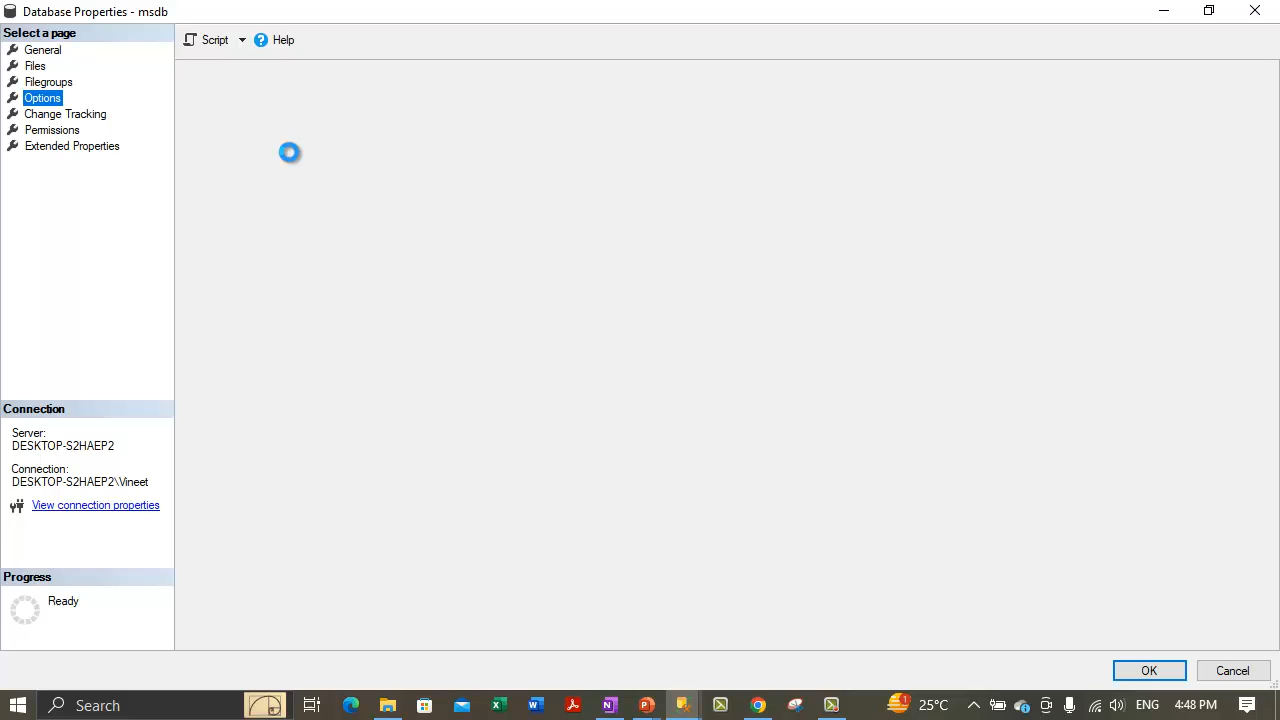 Database Properties - msdb
Select a page
General
Files
Filegroups
Options
Change Tracking
Permissions
Extended Properties
Script
Help
Connection
Server:
DESKTOP-S2HAEP2
Connection:
DESKTOP-S2HAEP2\Vineet
View connection properties
Progress
Ready
OK
Cancel
Search
1
25°C
ENG
4:48 PM